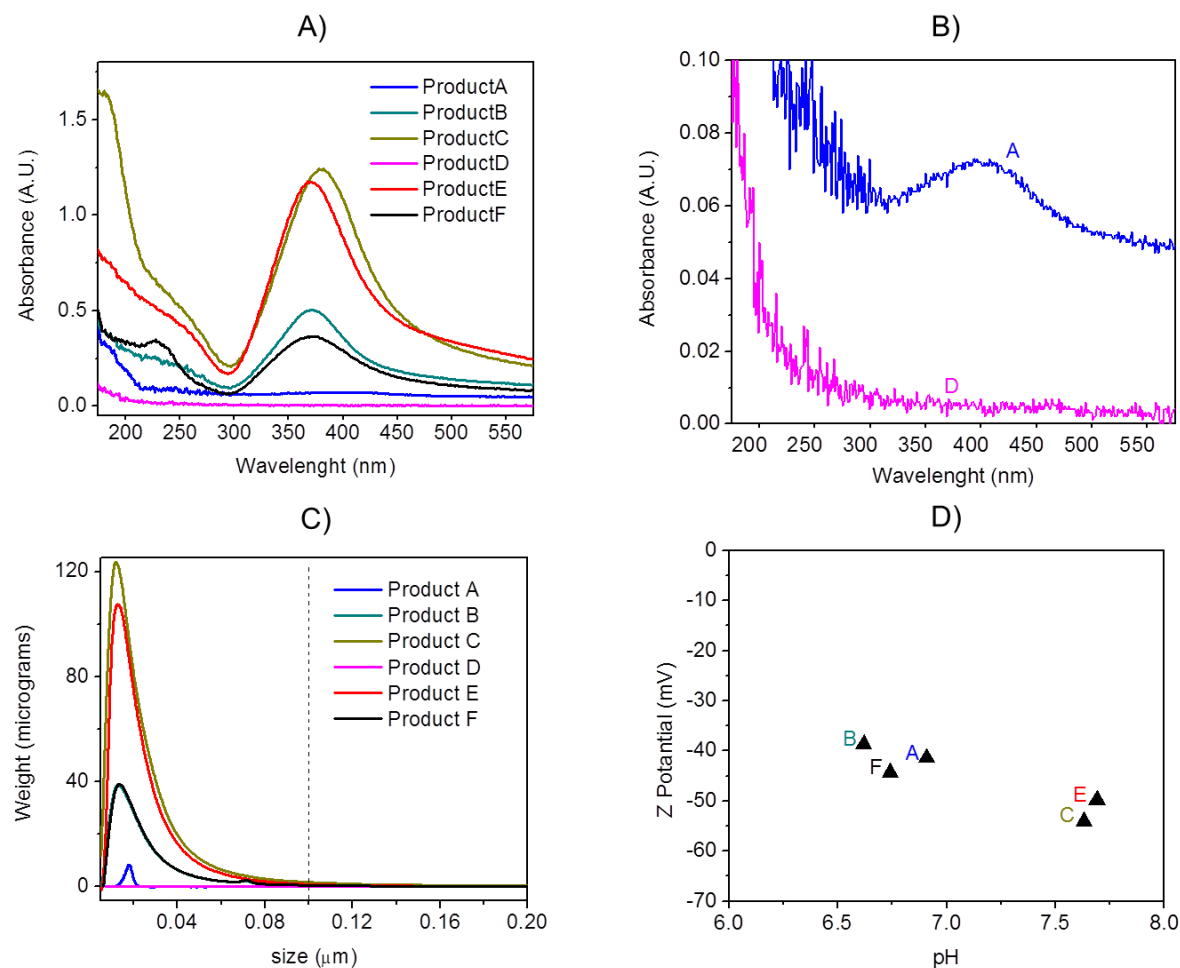 A)
Absorbance (A.U.)
1.5
1.0
0.5
0.0
ProductA
ProductB
ProductC
ProductD
ProductE
ProductF
200 250 300 350 400 450 500 550
Wavelenght (nm)
B)
Absorbance (A.U.)
0.10
0.08
0.06
0.04
0.02
0.00
A
D
200 250 300 350 400 450 500 550
Wavelenght (nm)
C)
Weight (micrograms)
120
80
40
0
Product A
Product B
Product C
Product D
Product E
Product F
0.04 0.08 0.12 0.16 0.20
size (μm)
D)
Z Potantial (mV)
0
-10
-20
-30
-40
-50
-60
-70
B
F
A
E
C
6.0 6.5 7.0 7.5 8.0
pH